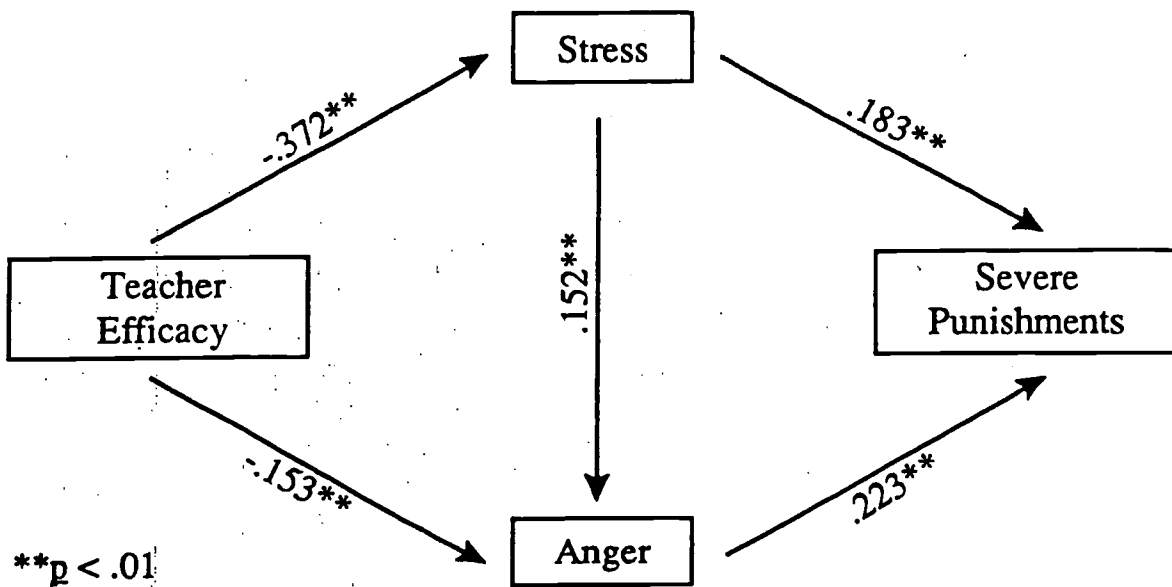 Stress
-.372**
.183**
Teacher
Efficacy
.152**
Severe
Punishments
-.153**
.223**
Anger
**p < .01